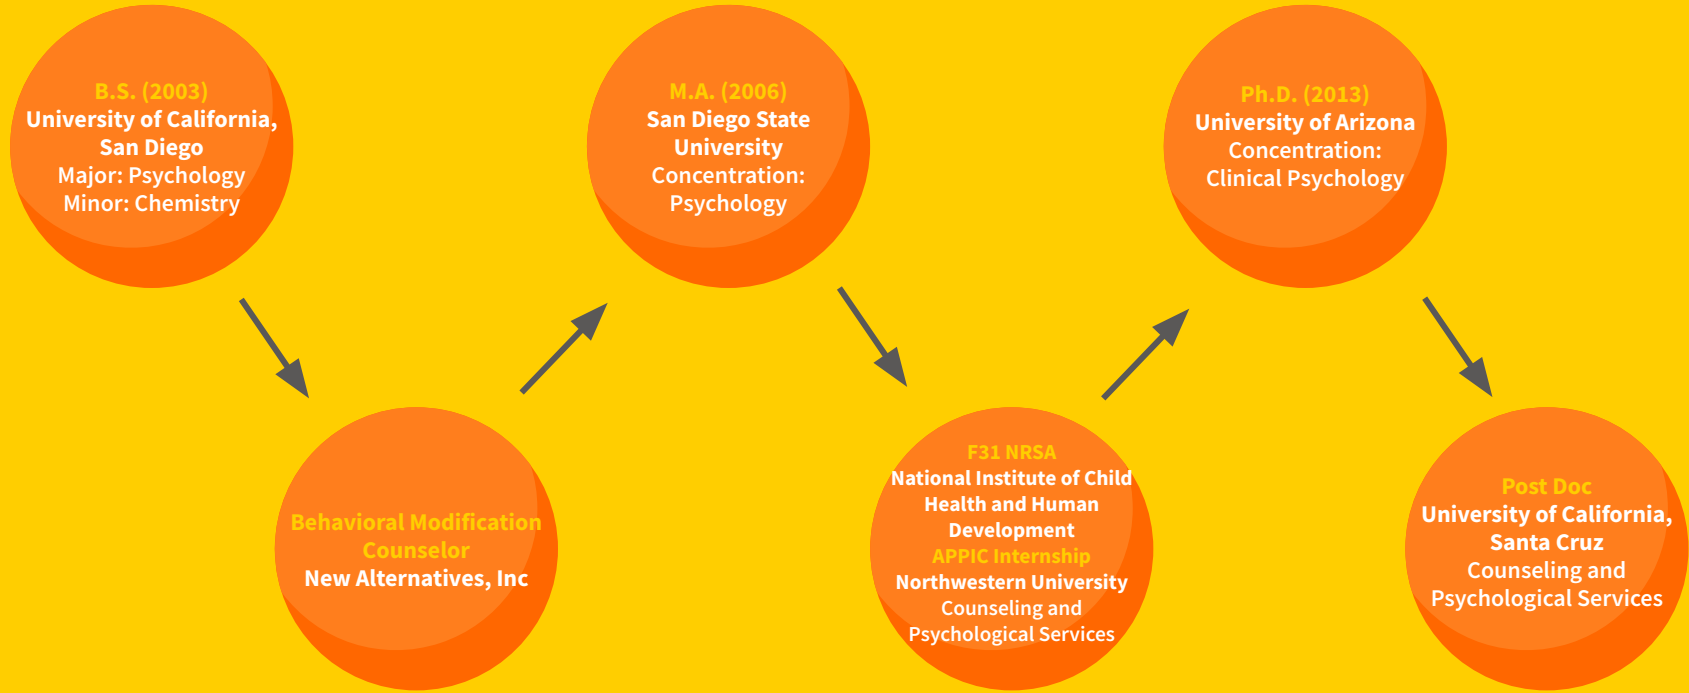 B.S. (2003)
University of California,
San Diego
Major: Psychology
Minor: Chemistry
Behavioral Modification
Counselor
New Alternatives, Inc
M.A. (2006)
San Diego State
University
Concentration:
Psychology
F31 NRSA
National Institute of Child
Health and Human
Development
APPIC Internship
Northwestern University
Counseling and
Psychological Services
Ph.D. (2013)
University of Arizona
Concentration:
Clinical Psychology
Post Doc
University of California,
Santa Cruz
Counseling and
Psychological Services